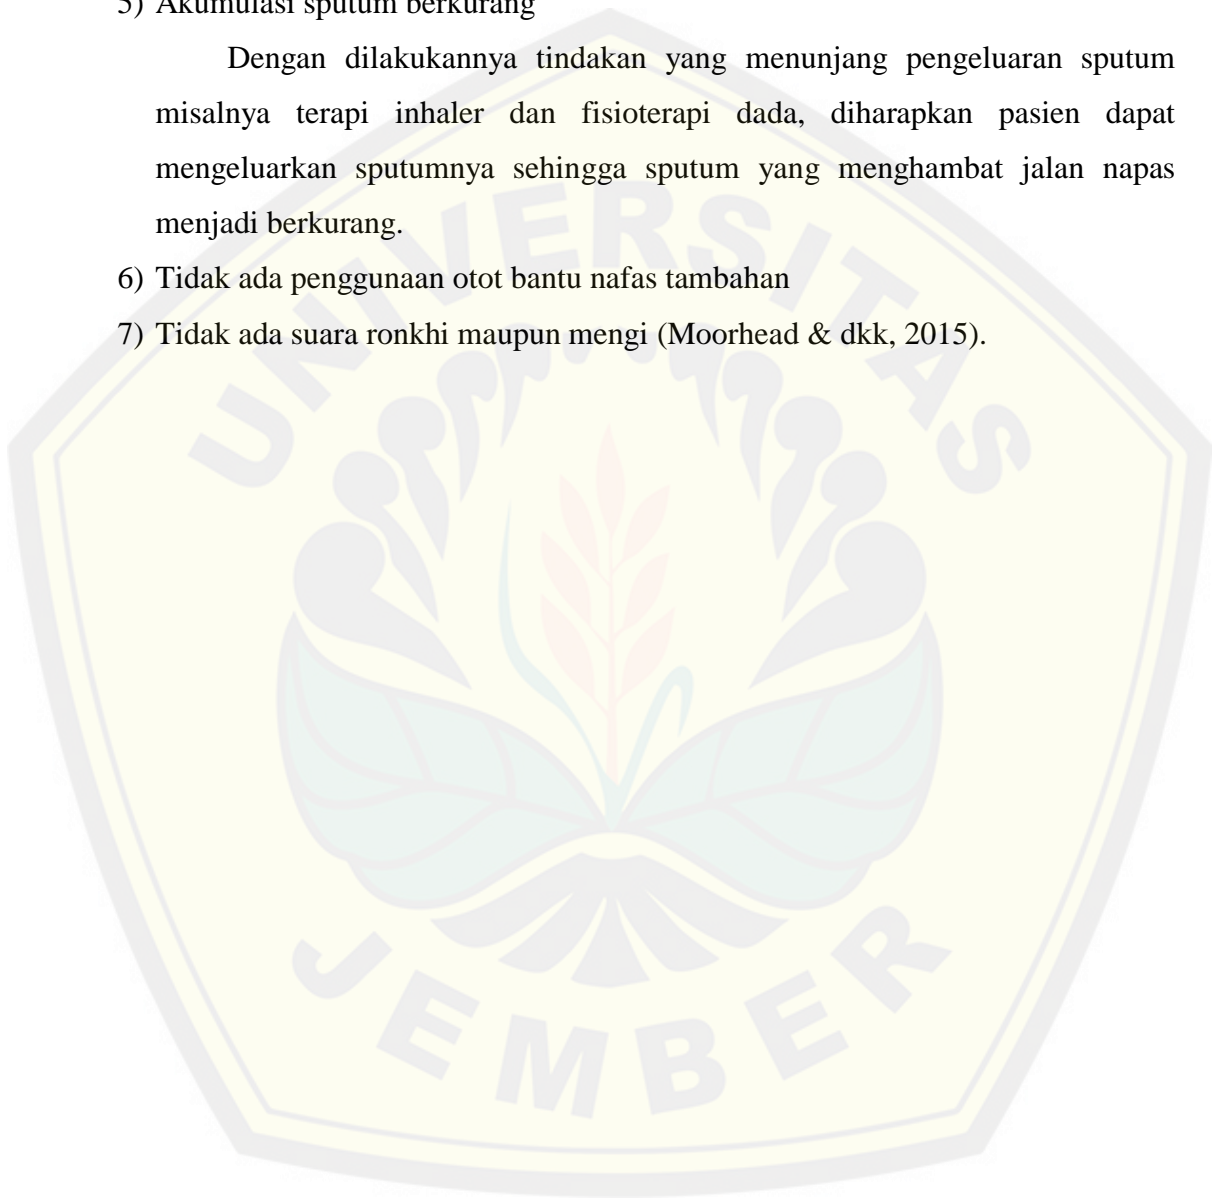 5) Akumulasi sputum berkurang
Dengan dilakukannya tindakan yang menunjang pengeluaran sputum
misalnya terapi inhaler dan fisioterapi dada, diharapkan pasien dapat
mengeluarkan sputumnya sehingga sputum yang menghambat jalan napas
menjadi berkurang.
6) Tidak ada penggunaan otot bantu nafas tambahan
7) Tidak ada suara ronkhi maupun mengi (Moorhead & dkk, 2015).
UNIVERSITAS
JEMBER